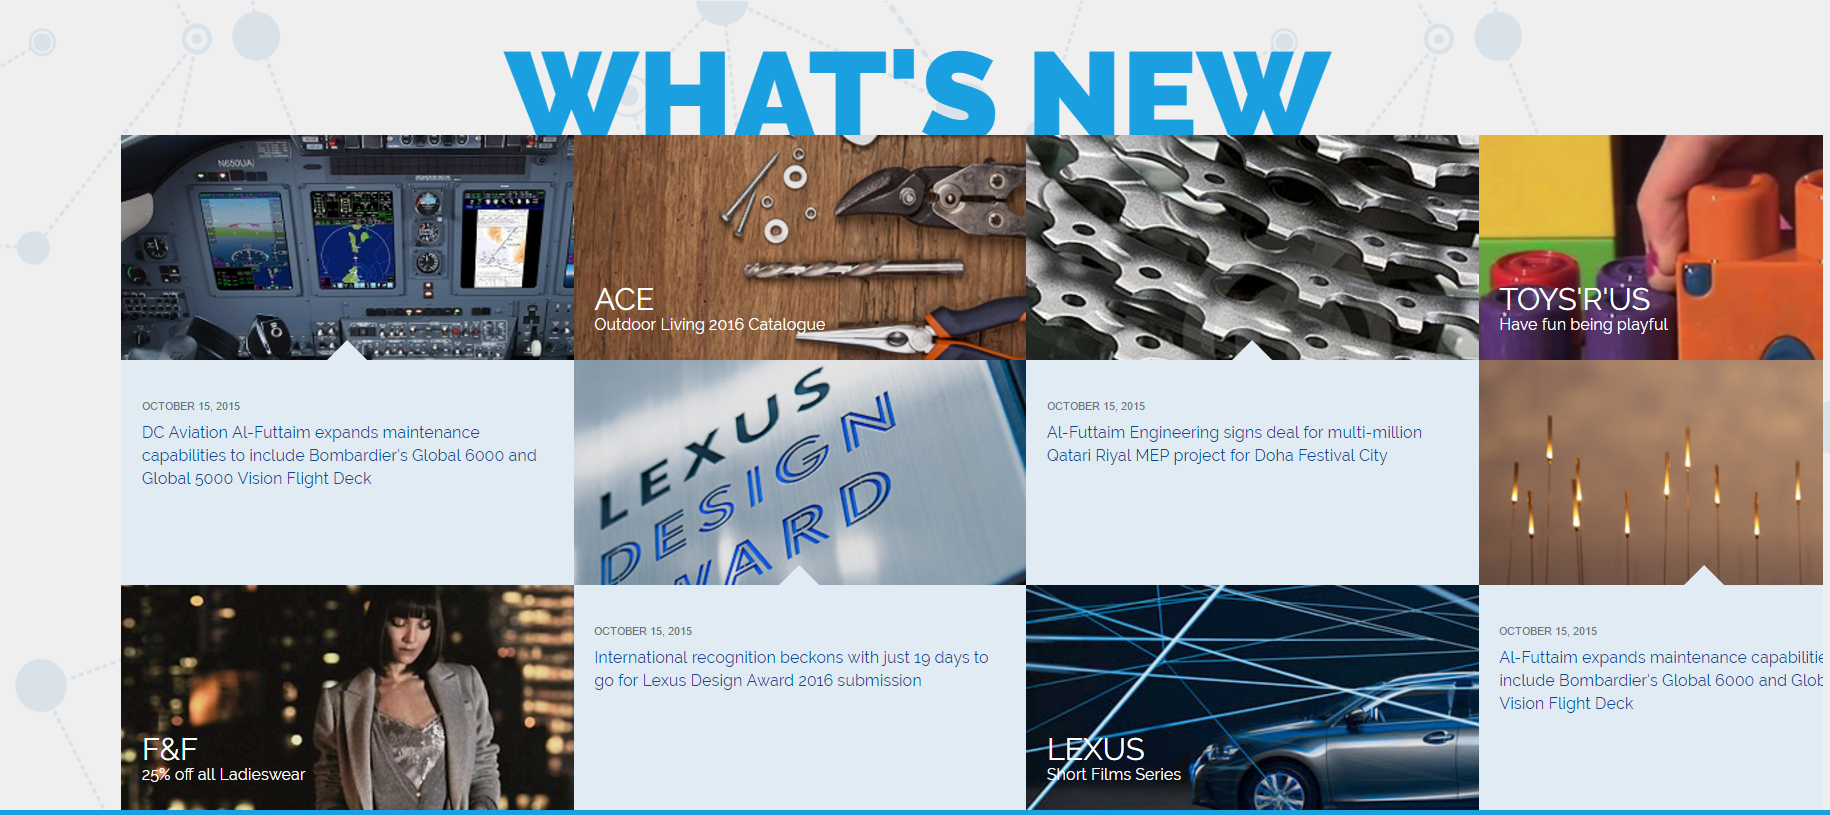 WHAT'S NEW
N650UA
ACE
Outdoor Living 2016 Catalogue
TOYS'R'US
Have fun being playful
OCTOBER 15, 2015
DC Aviation Al-Futtaim expands maintenance
capabilities to include Bombardier's Global 6000 and
Global 5000 Vision Flight Deck
LEXUS
DESIGN
WARD
OCTOBER 15, 2015
Al-Futtaim Engineering signs deal for multi-million
Qatari Riyal MEP project for Doha Festival City
F&F
25% off all Ladieswear
OCTOBER 15, 2015
International recognition beckons with just 19 days to
go for Lexus Design Award 2016 submission
LEXUS
Short Films Series
OCTOBER 15, 2015
Al-Futtaim expands maintenance capabilitie
include Bombardier's Global 6000 and Glob
Vision Flight Deck